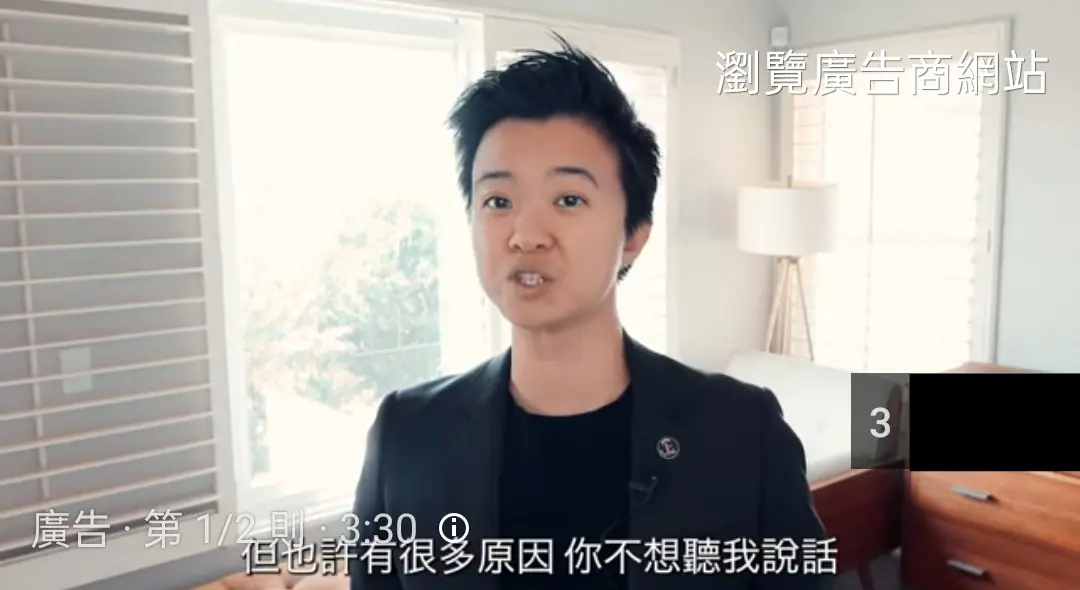 瀏覽廣告商網站
3
廣告 · 第 1/2 則 · 3:30
但也許有很多原因 你不想聽我說話